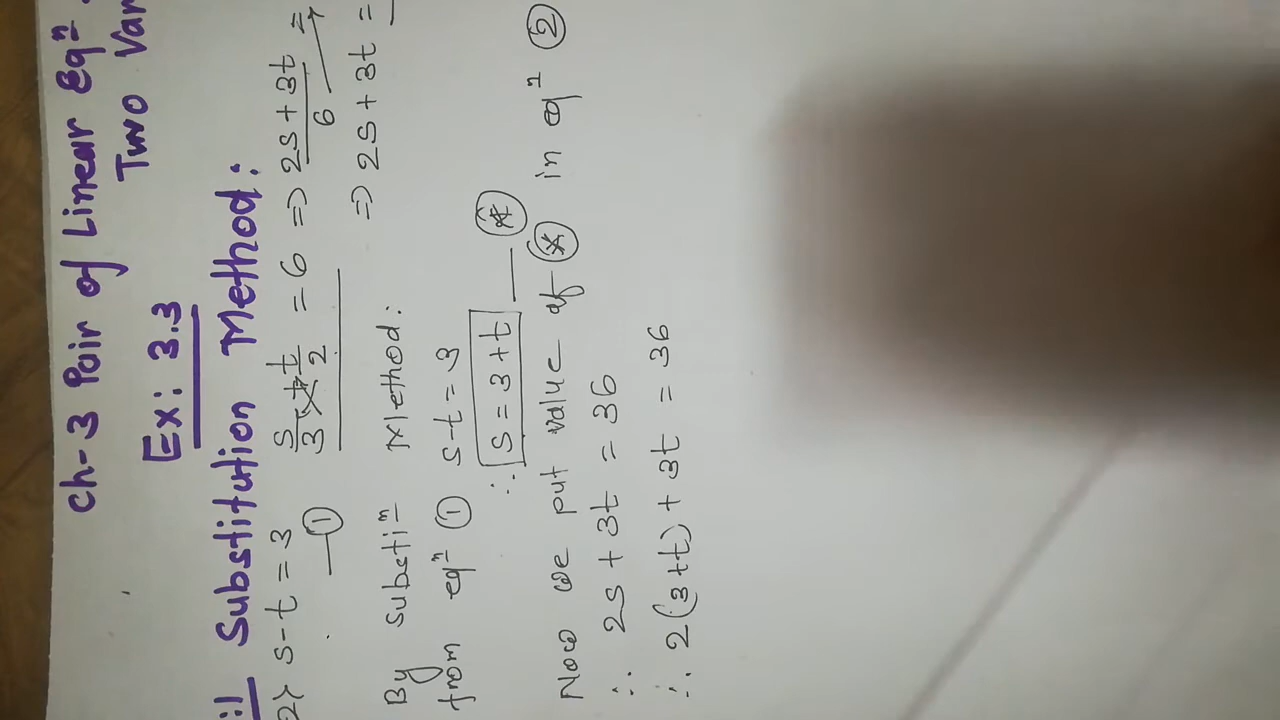 Ch-3 Pair of Linear Eqⁿ.
Two Var
Ex: 3.3
:1 Substitution Method:
2> s-t=3 s/3 + t/2 = 6 => 2s+3t/6 =
—① => 2s+3t =
By substiⁿ Method:
from eqⁿ ① s-t=3
∴ s=3+t —⊛
Now we put value of ⊛ in eqⁿ ②
∴ 2s+3t=36
∴ 2(3+t)+3t=36